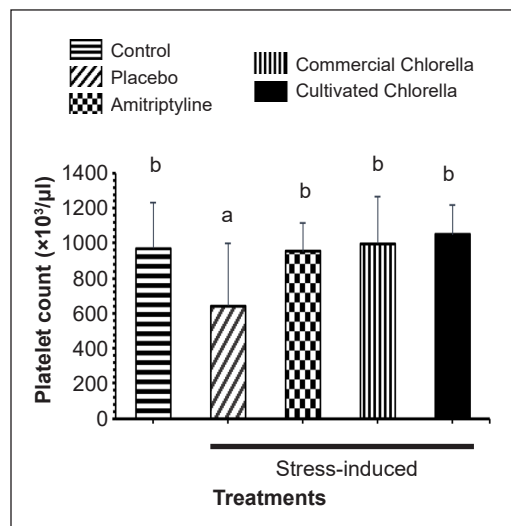 Control
Placebo
Amitriptyline
Commercial Chlorella
Cultivated Chlorella
Platelet count (×10³/µl)
1400
1200
1000
800
600
400
200
0
b
a
b
b
b
Stress-induced
Treatments